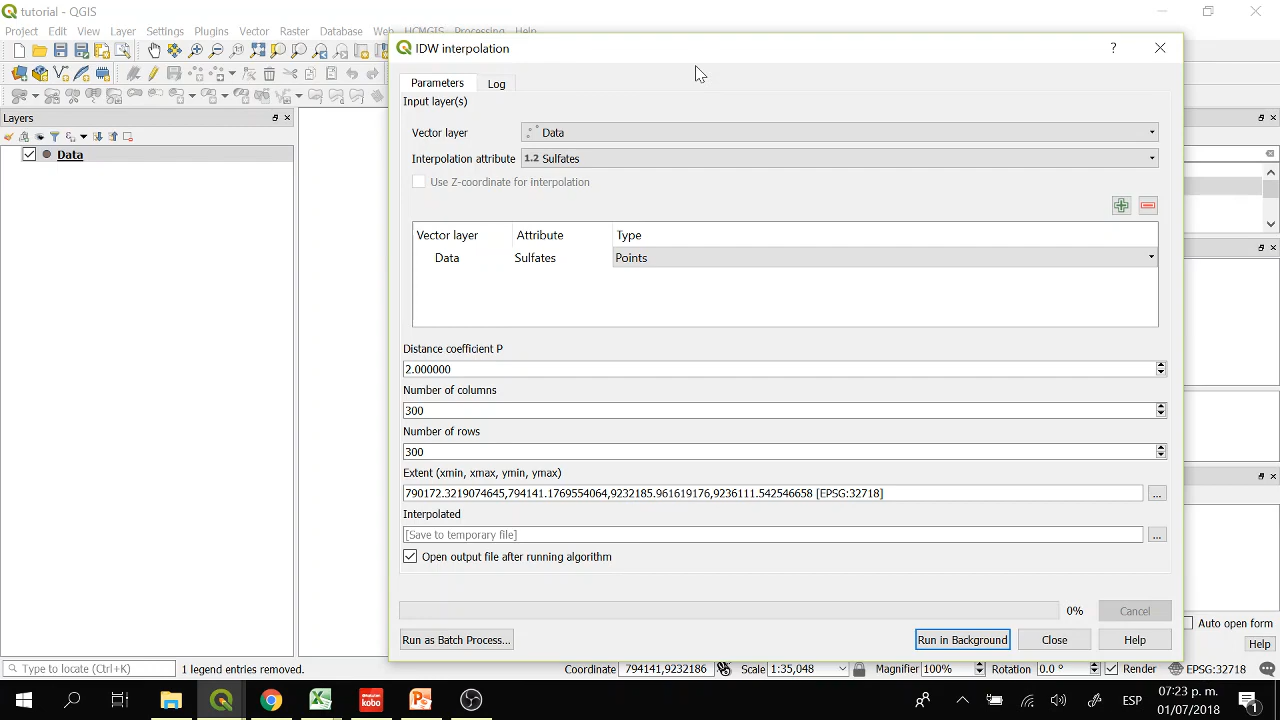 tutorial - QGIS
Project Edit View Layer Settings Plugins Vector Raster Database Web HCMGIS Processing
IDW interpolation
?
Parameters Log
Layers
Data
Input layer(s)
Vector layer Data
Interpolation attribute 1.2 Sulfates
Use Z-coordinate for interpolation
Vector layer Attribute Type
Data Sulfates Points
Distance coefficient P
2.000000
Number of columns
300
Number of rows
300
Extent (xmin, xmax, ymin, ymax)
790172.3219074645,794141.1769554064,9232185.961619176,9236111.542546658 [EPSG:32718]
...
Interpolated
[Save to temporary file]
...
Open output file after running algorithm
0% Cancel
Run as Batch Process... Run in Background Close Help
Auto open form
Help
Type to locate (Ctrl+K) 1 legend entries removed. Coordinate 794141,9232186 Scale 1:35,048 Magnifier 100% Rotation 0.0 ° Render EPSG:32718
Rakuten kobo
ESP
07:23 p. m.
01/07/2018
1